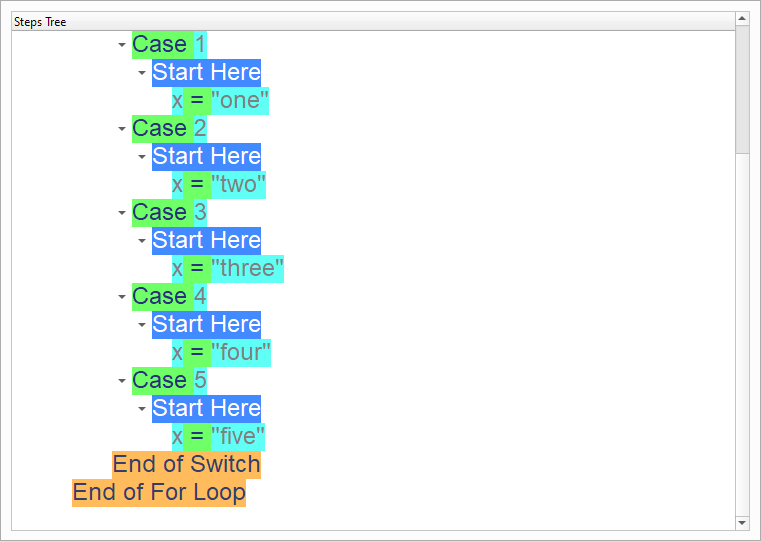 Steps Tree
Case 1
Start Here
x = "one"
Case 2
Start Here
x = "two"
Case 3
Start Here
x = "three"
Case 4
Start Here
x = "four"
Case 5
Start Here
x = "five"
End of Switch
End of For Loop